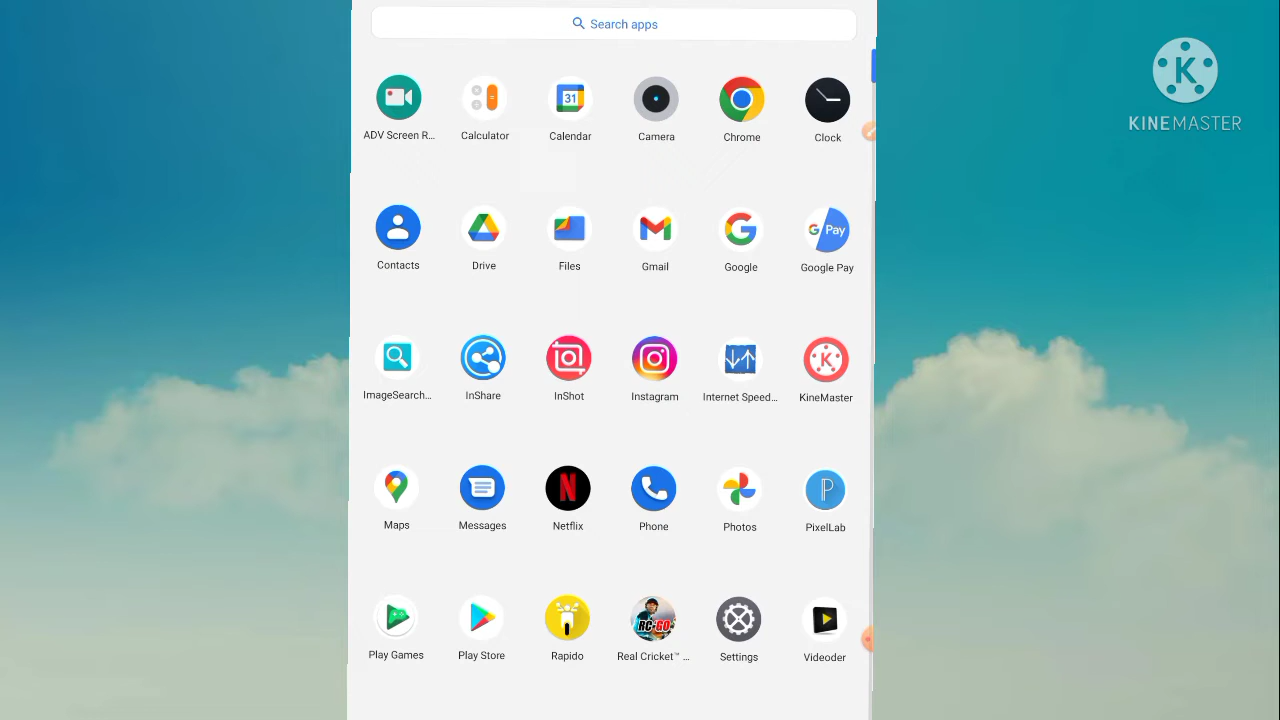 Search apps
K
KINEMASTER
31
ADV Screen R...
Calculator
Calendar
Camera
Chrome
Clock
G Pay
Contacts
Drive
Files
Gmail
Google
Google Pay
K
ImageSearch...
InShare
InShot
Instagram
Internet Speed...
KineMaster
N
P
Maps
Messages
Netflix
Phone
Photos
PixelLab
RC-GO
Play Games
Play Store
Rapido
Real Cricket™ ...
Settings
Videoder